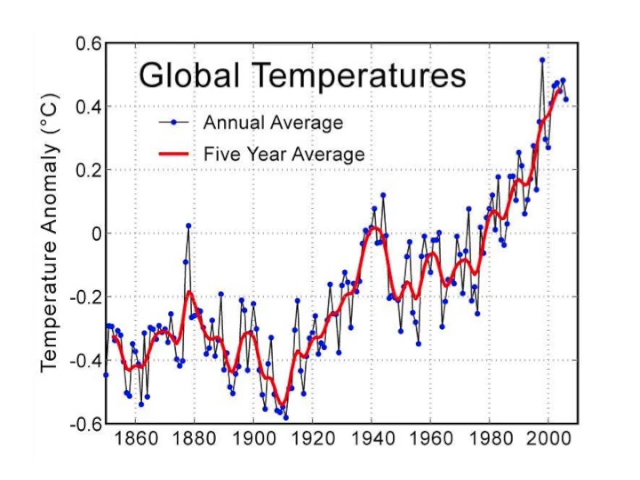 Global Temperatures
Annual Average
Five Year Average
Temperature Anomaly (°C)
0.6
0.4
0.2
0
-0.2
-0.4
-0.6
1860 1880 1900 1920 1940 1960 1980 2000